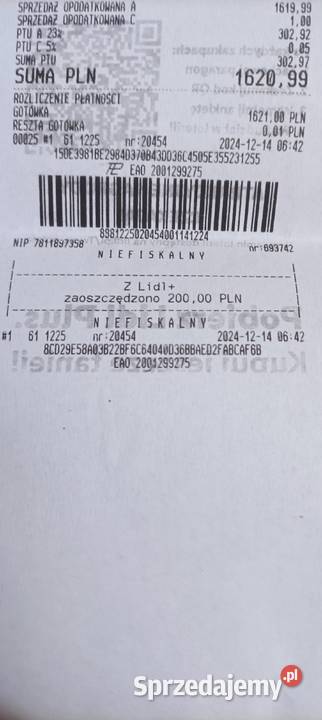 SPRZEDAŻ OPODATKOWANA A 1619,99
SPRZEDAŻ OPODATKOWANA C 1,00
PTU A 23% 302,92
PTU C 5% 0,05
SUMA PTU 302,97
SUMA PLN 1620,99
ROZLICZENIE PŁATNOŚCI
GOTÓWKA 1621,00 PLN
RESZTA GOTÓWKA 0,01 PLN
00025 #1 61 1225 nr:20454 2024-12-14 06:42
EAO 2001299275
8981225020454001141224
NIP 7811897358 nr:693742
NIEFISKALNY
Z Lidl+
zaoszczędzono 200,00 PLN
NIEFISKALNY
#1 61 1225 nr:20454 2024-12-14 06:42
8CD29E58A03B22BF6C64040D36BBAED2FABCAF6B
EAO 2001299275
Sprzedajemy.pl